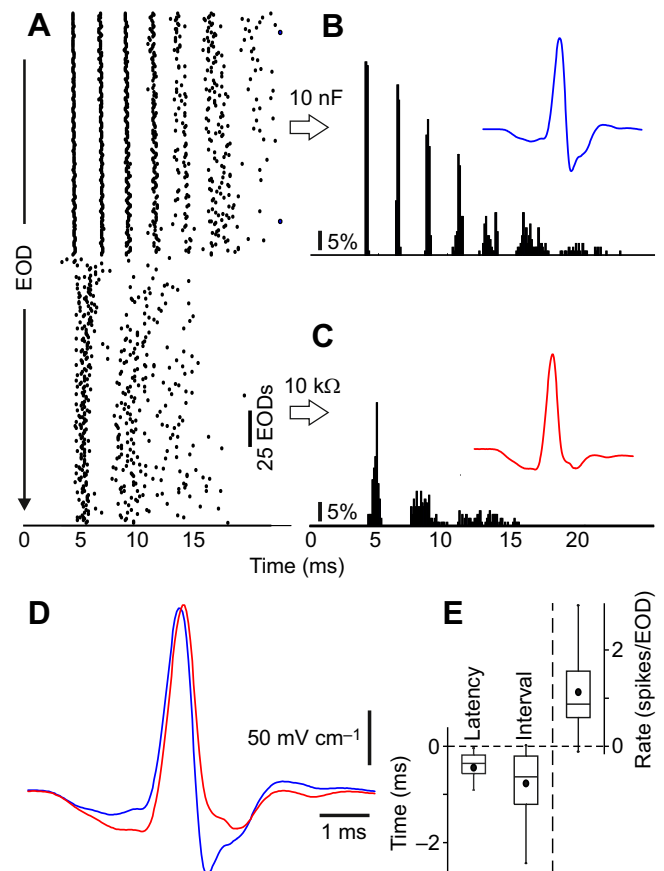 A
B
10 nF
5%
EOD
C
10 kΩ
25 EODs
5%
0 5 10 15
0 5 10 15 20
Time (ms)
D
50 mV cm–1
1 ms
E
Latency
Interval
Rate (spikes/EOD)
2
0
0
–2
Time (ms)